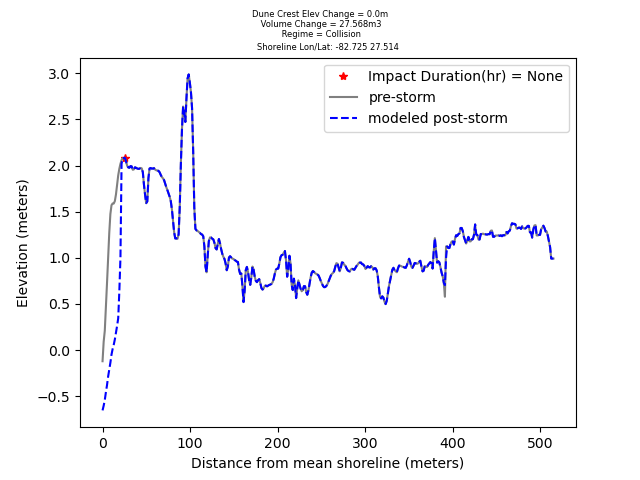 Dune Crest Elev Change = 0.0m
Volume Change = 27.568m3
Regime = Collision
Shoreline Lon/Lat: -82.725 27.514
Impact Duration(hr) = None
pre-storm
modeled post-storm
Elevation (meters)
3.0
2.5
2.0
1.5
1.0
0.5
0.0
−0.5
0 100 200 300 400 500
Distance from mean shoreline (meters)